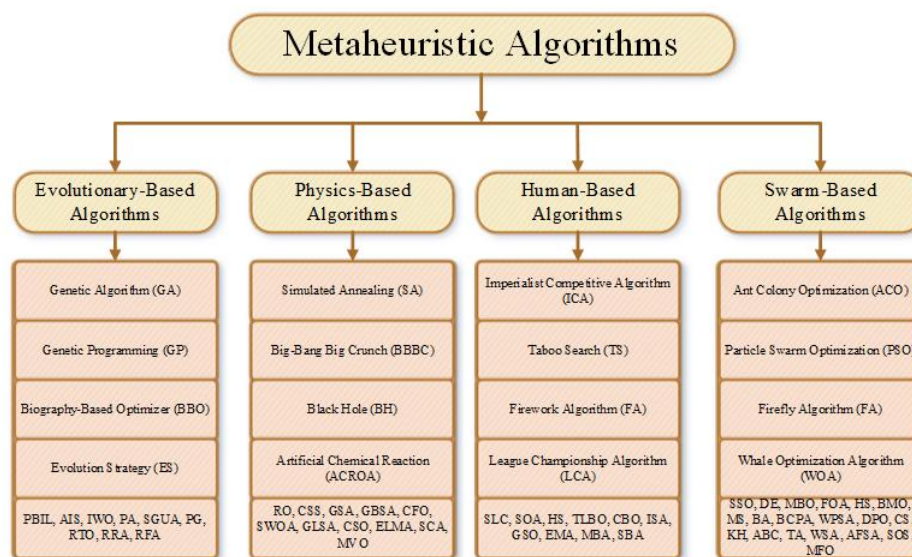 Metaheuristic Algorithms
Evolutionary-Based
Algorithms
Physics-Based
Algorithms
Human-Based
Algorithms
Swarm-Based
Algorithms
Genetic Algorithm (GA)
Genetic Programming (GP)
Biography-Based Optimizer (BBO)
Evolution Strategy (ES)
PBIL, AIS, IWO, PA, SGUA, PG,
RTO, RRA, RFA
Simulated Annealing (SA)
Big-Bang Big Crunch (BBBC)
Black Hole (BH)
Artificial Chemical Reaction
(ACROA)
RO, CSS, GSA, GBSA, CFO,
SWOA, GLSA, CSO, ELMA, SCA,
MVO
Imperialist Competitive Algorithm
(ICA)
Taboo Search (TS)
Firework Algorithm (FA)
League Championship Algorithm
(LCA)
SLC, SOA, HS, TLBO, CBO, ISA,
GSO, EMA, MBA, SBA
Ant Colony Optimization (ACO)
Particle Swarm Optimization (PSO)
Firefly Algorithm (FA)
Whale Optimization Algorithm
(WOA)
SSO, DE, MBO, FOA, HS, BMO,
MS, BA, BCPA, WPSA, DPO, CS,
KH, ABC, TA, WSA, AFSA, SOS,
MFO